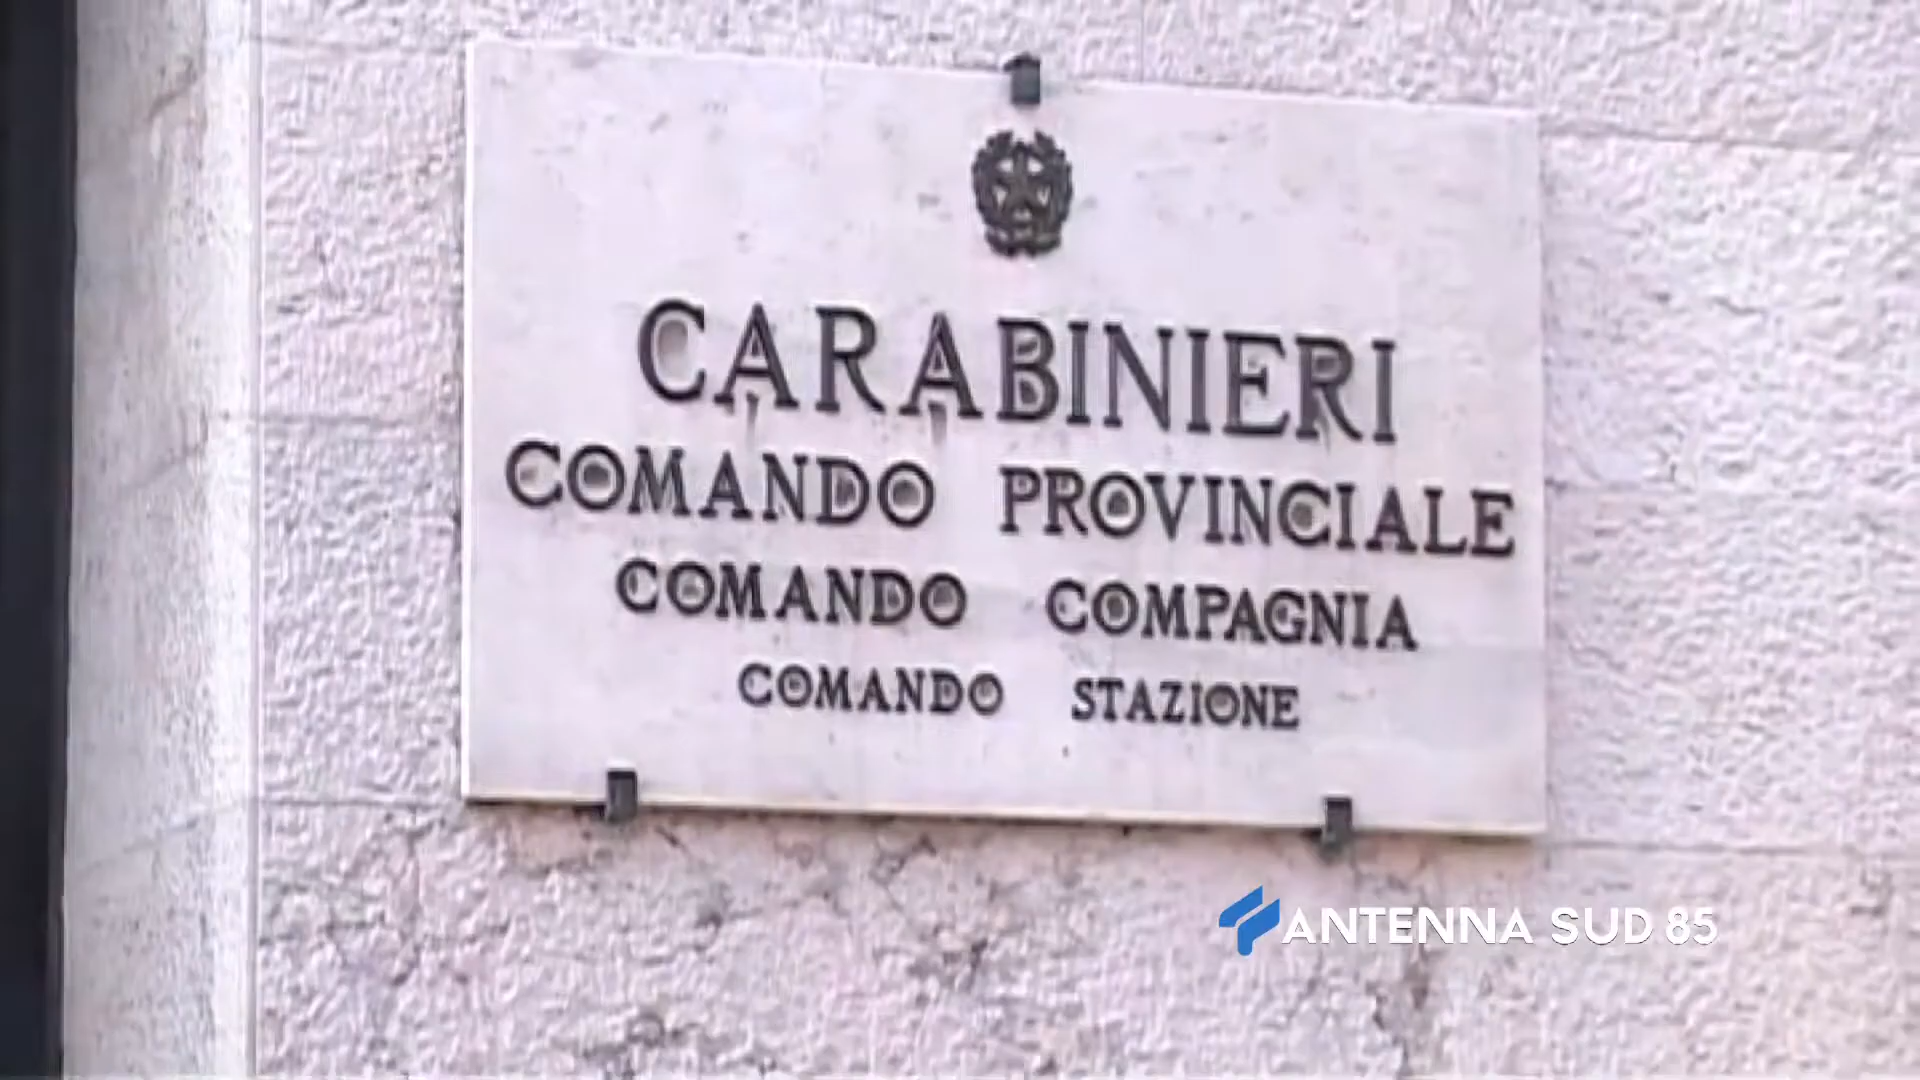 CARABINIERI
COMANDO PROVINCIALE
COMANDO COMPAGNIA
COMANDO STAZIONE
ANTENNA SUD 85